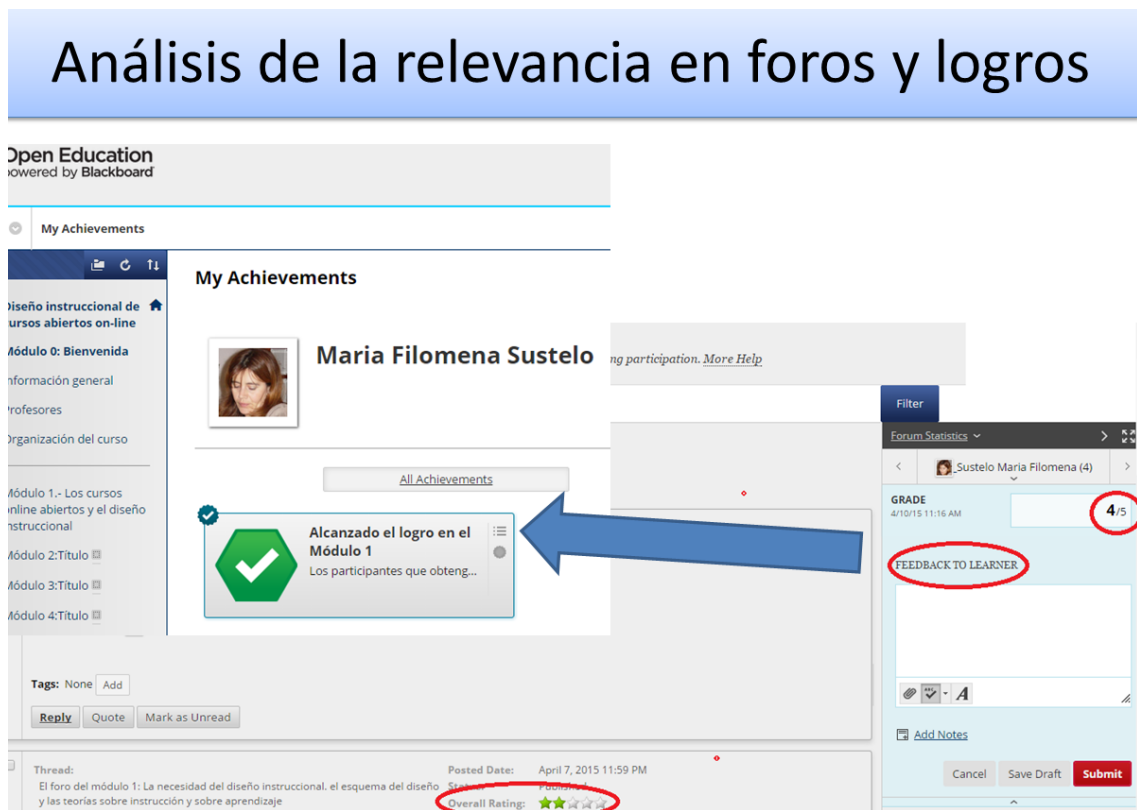 Análisis de la relevancia en foros y logros
Open Education
powered by Blackboard
My Achievements
Diseño instruccional de
cursos abiertos on-line
Módulo 0: Bienvenida
Información general
Profesores
Organización del curso
Módulo 1.- Los cursos
online abiertos y el diseño
instruccional
Módulo 2:Título
Módulo 3:Título
Módulo 4:Título
My Achievements
Maria Filomena Sustelo
All Achievements
Alcanzado el logro en el
Módulo 1
Los participantes que obteng...
ng participation. More Help
Filter
Forum Statistics
Sustelo Maria Filomena (4)
GRADE
4/10/15 11:16 AM
4/5
FEEDBACK TO LEARNER
A
Add Notes
Cancel Save Draft Submit
Tags: None Add
Reply Quote Mark as Unread
Thread:
El foro del módulo 1: La necesidad del diseño instruccional. el esquema del diseño
y las teorías sobre instrucción y sobre aprendizaje
Posted Date: April 7, 2015 11:59 PM
Status: Published
Overall Rating: